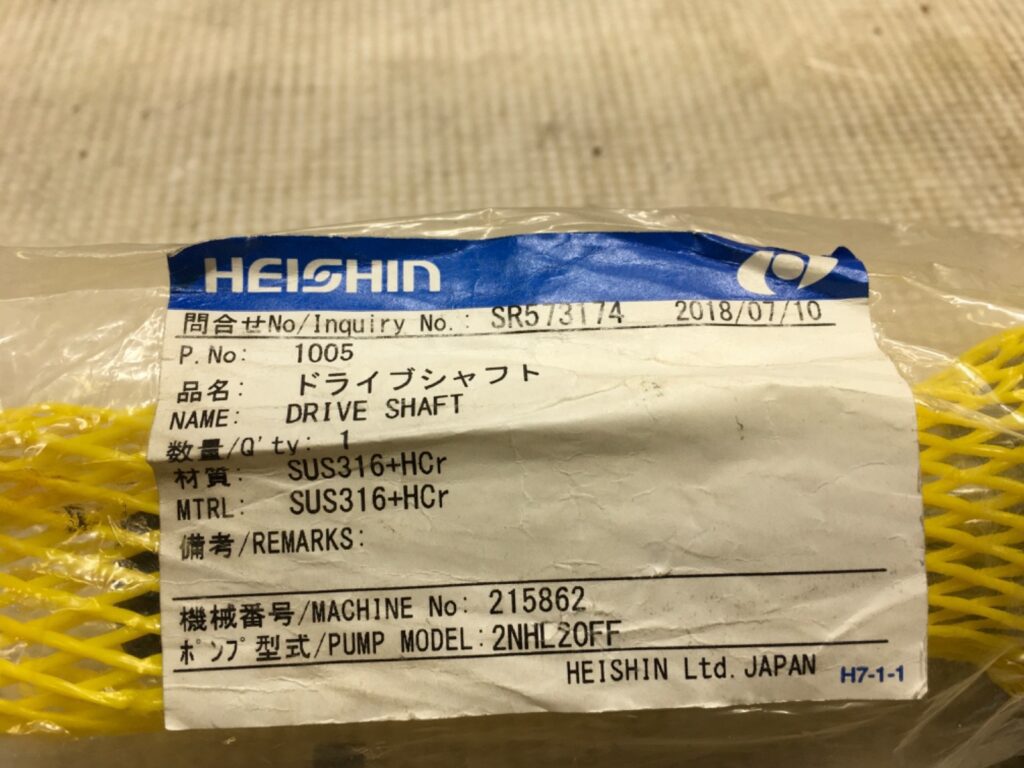 HEISHIN
問合せNo/Inquiry No.: SR573174 2018/07/10
P.No: 1005
品名: ドライブシャフト
NAME: DRIVE SHAFT
数量/Q'ty: 1
材質: SUS316+HCr
MTRL: SUS316+HCr
備考/REMARKS:
機械番号/MACHINE No: 215862
ﾎﾟﾝﾌﾟ型式/PUMP MODEL:2NHL20FF
HEISHIN Ltd. JAPAN H7-1-1